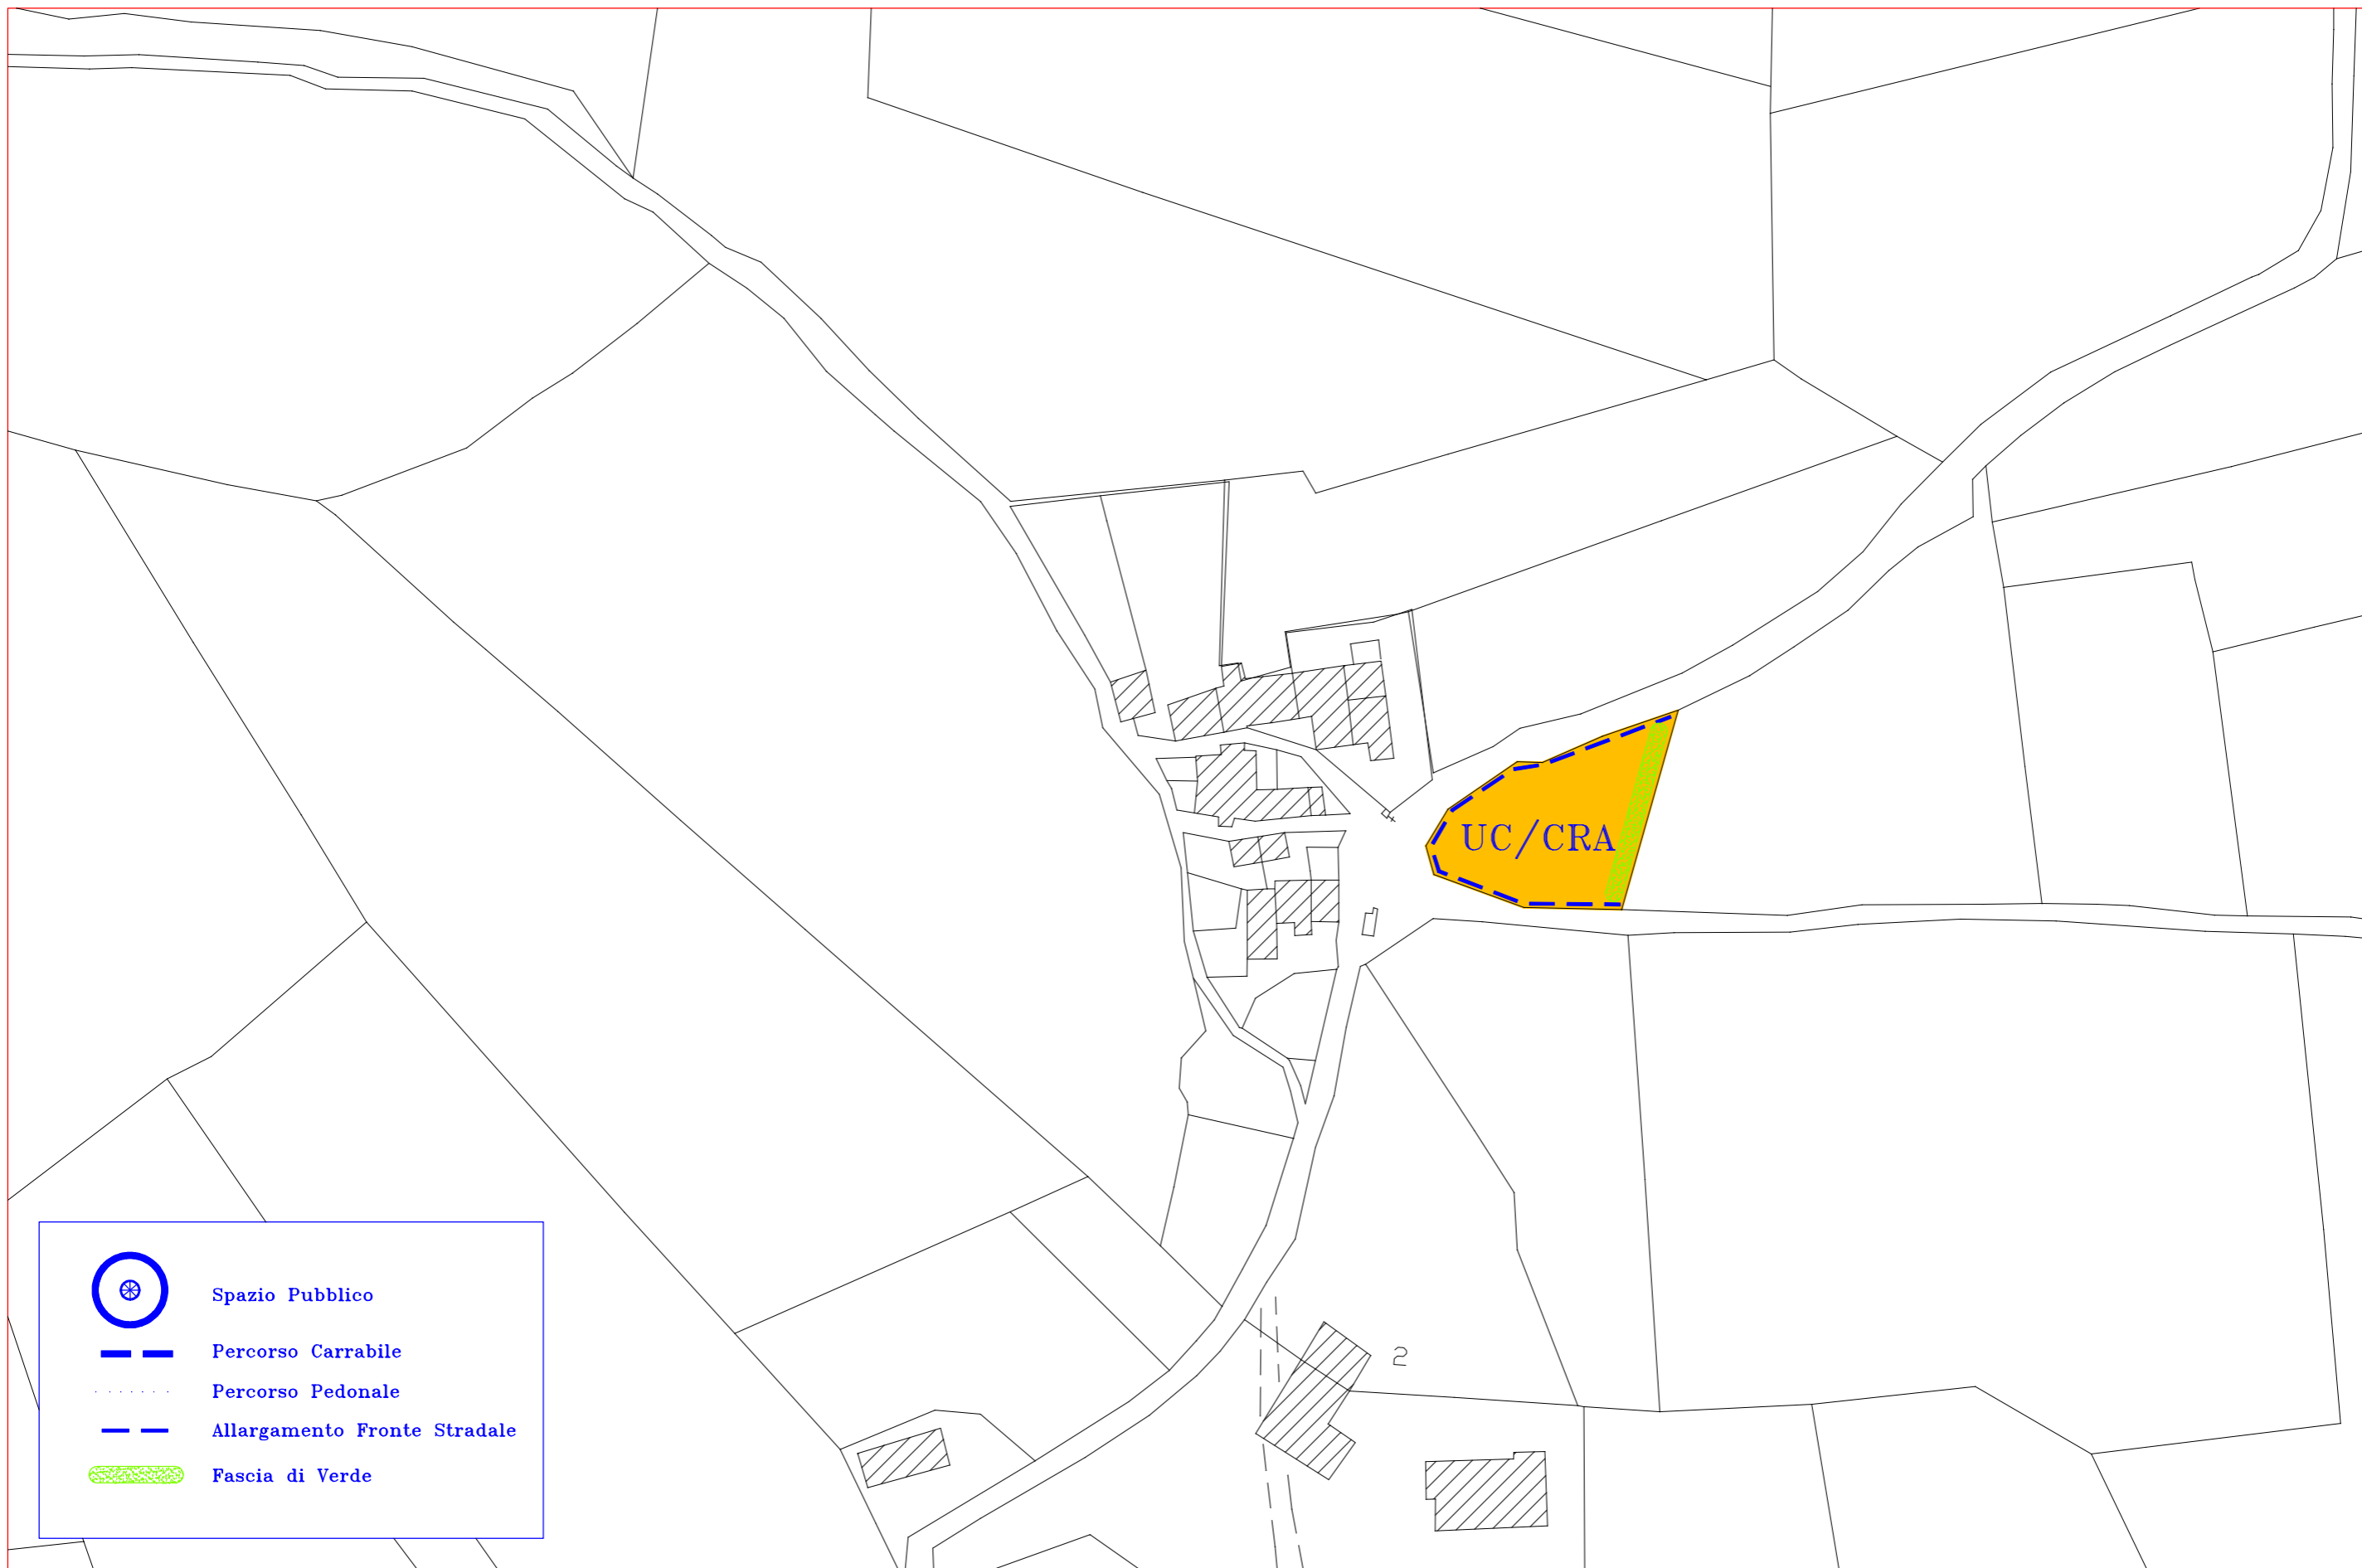 UC/CRA
Spazio Pubblico
Percorso Carrabile
2
Percorso Pedonale
Allargamento Fronte Stradale
Fascia di Verde